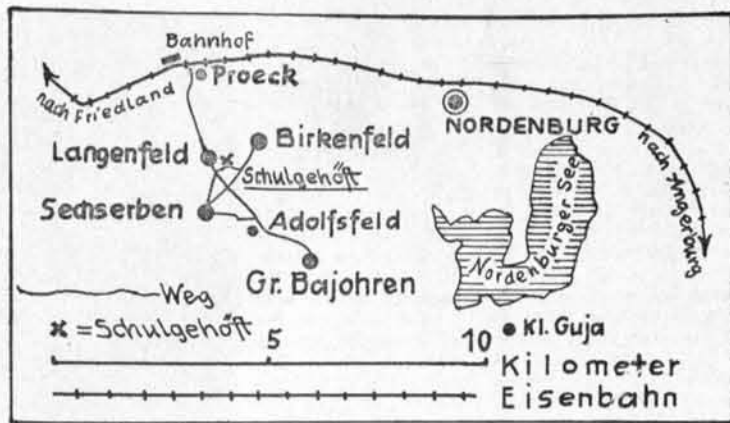 Bahnhof
Proeck
nach Friedland
NORDENBURG
Birkenfeld
Langenfeld
Schulgehöft
nach Angerburg
Sechserben
Adolfsfeld
Nordenburger See
Gr. Bajohren
Weg
x = Schulgehöft
Kl. Guja
5
10
Kilometer
Eisenbahn